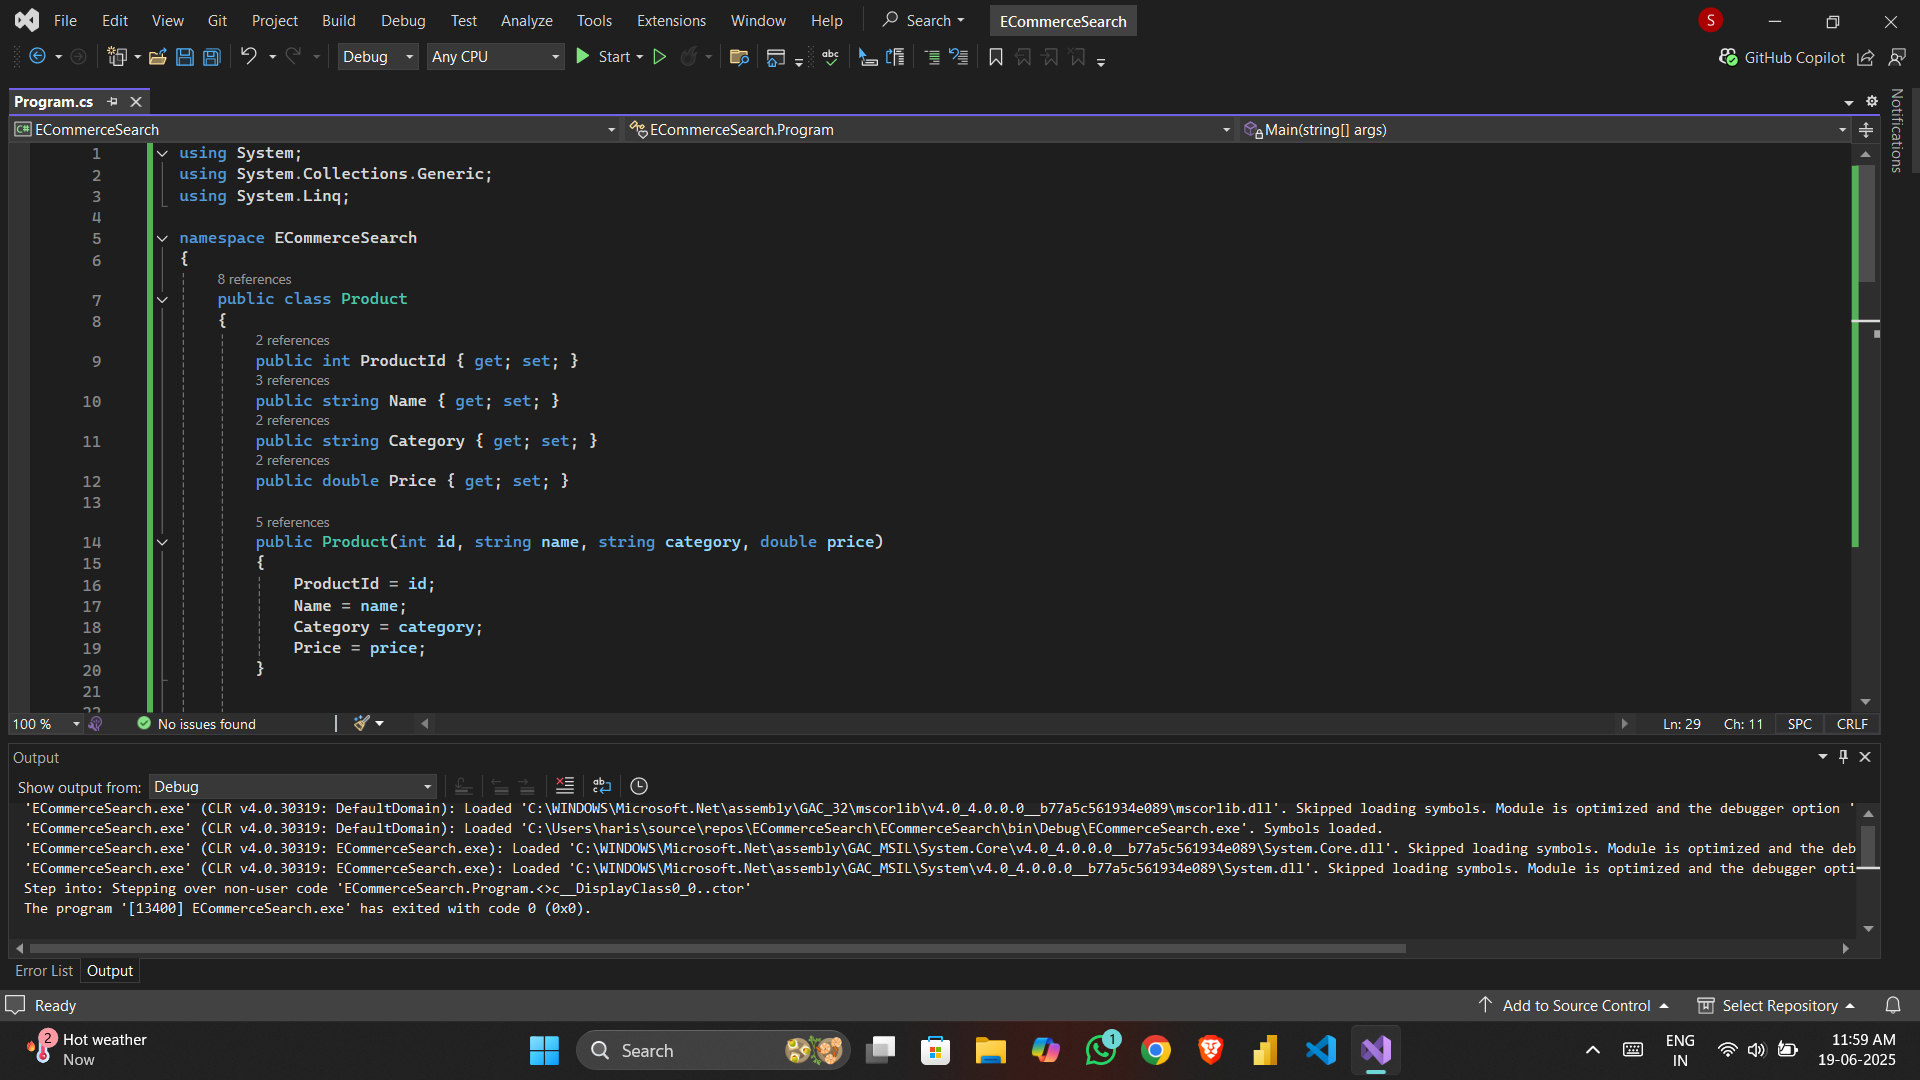 File Edit View Git Project Build Debug Test Analyze Tools Extensions Window Help Search ECommerceSearch S
Debug Any CPU Start abc GitHub Copilot
Program.cs
C# ECommerceSearch ECommerceSearch.Program Main(string[] args)
Notifications
1 using System;
2 using System.Collections.Generic;
3 using System.Linq;
4
5 namespace ECommerceSearch
6 {
8 references
7 public class Product
8 {
2 references
9 public int ProductId { get; set; }
3 references
10 public string Name { get; set; }
2 references
11 public string Category { get; set; }
2 references
12 public double Price { get; set; }
13
5 references
14 public Product(int id, string name, string category, double price)
15 {
16 ProductId = id;
17 Name = name;
18 Category = category;
19 Price = price;
20 }
21
22
100 % No issues found Ln: 29 Ch: 11 SPC CRLF
Output
Show output from: Debug
'ECommerceSearch.exe' (CLR v4.0.30319: DefaultDomain): Loaded 'C:\WINDOWS\Microsoft.Net\assembly\GAC_32\mscorlib\v4.0_4.0.0.0__b77a5c561934e089\mscorlib.dll'. Skipped loading symbols. Module is optimized and the debugger option '
'ECommerceSearch.exe' (CLR v4.0.30319: DefaultDomain): Loaded 'C:\Users\haris\source\repos\ECommerceSearch\ECommerceSearch\bin\Debug\ECommerceSearch.exe'. Symbols loaded.
'ECommerceSearch.exe' (CLR v4.0.30319: ECommerceSearch.exe): Loaded 'C:\WINDOWS\Microsoft.Net\assembly\GAC_MSIL\System.Core\v4.0_4.0.0.0__b77a5c561934e089\System.Core.dll'. Skipped loading symbols. Module is optimized and the deb
'ECommerceSearch.exe' (CLR v4.0.30319: ECommerceSearch.exe): Loaded 'C:\WINDOWS\Microsoft.Net\assembly\GAC_MSIL\System\v4.0_4.0.0.0__b77a5c561934e089\System.dll'. Skipped loading symbols. Module is optimized and the debugger opti
Step into: Stepping over non-user code 'ECommerceSearch.Program.<>c__DisplayClass0_0..ctor'
The program '[13400] ECommerceSearch.exe' has exited with code 0 (0x0).
Error List Output
Ready Add to Source Control Select Repository
2 Hot weather
Now
Search
1
ENG
IN
11:59 AM
19-06-2025